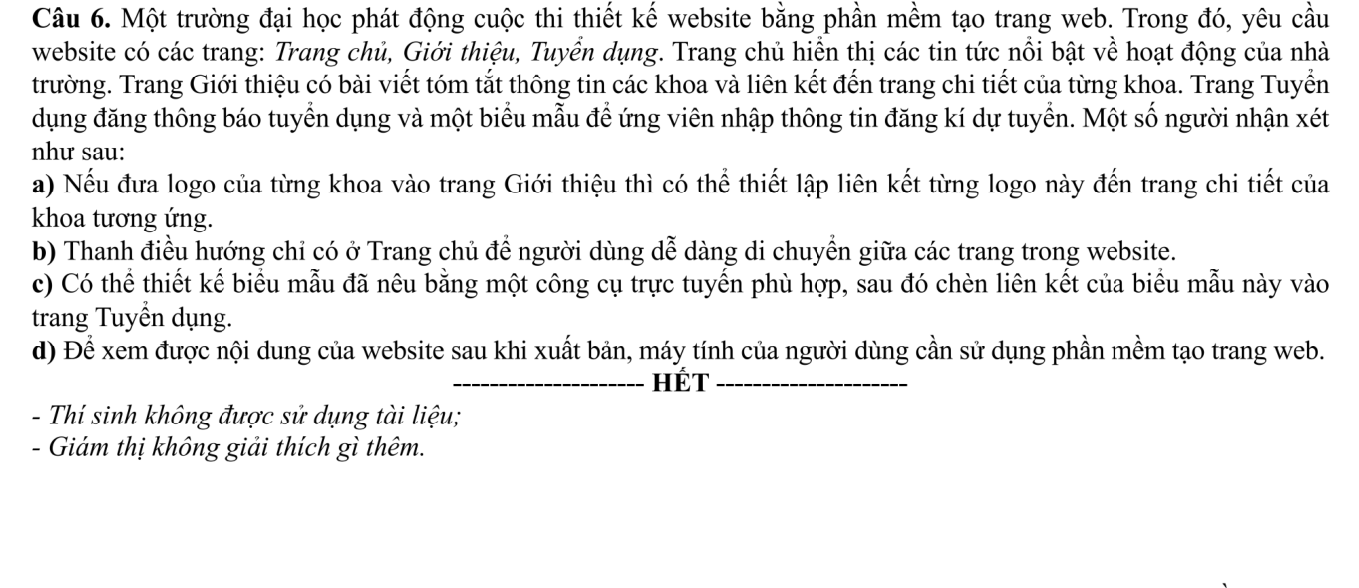 Câu 6. Một trường đại học phát động cuộc thi thiết kế website bằng phần mềm tạo trang web. Trong đó, yêu cầu
website có các trang: Trang chủ, Giới thiệu, Tuyển dụng. Trang chủ hiển thị các tin tức nổi bật về hoạt động của nhà
trường. Trang Giới thiệu có bài viết tóm tắt thông tin các khoa và liên kết đến trang chi tiết của từng khoa. Trang Tuyển
dụng đăng thông báo tuyển dụng và một biểu mẫu để ứng viên nhập thông tin đăng kí dự tuyển. Một số người nhận xét
như sau:
a) Nếu đưa logo của từng khoa vào trang Giới thiệu thì có thể thiết lập liên kết từng logo này đến trang chi tiết của
khoa tương ứng.
b) Thanh điều hướng chỉ có ở Trang chủ để người dùng dễ dàng di chuyển giữa các trang trong website.
c) Có thể thiết kế biểu mẫu đã nêu bằng một công cụ trực tuyến phù hợp, sau đó chèn liên kết của biểu mẫu này vào
trang Tuyển dụng.
d) Để xem được nội dung của website sau khi xuất bản, máy tính của người dùng cần sử dụng phần mềm tạo trang web.
--------------------- HẾT ---------------------
- Thí sinh không được sử dụng tài liệu;
- Giám thị không giải thích gì thêm.